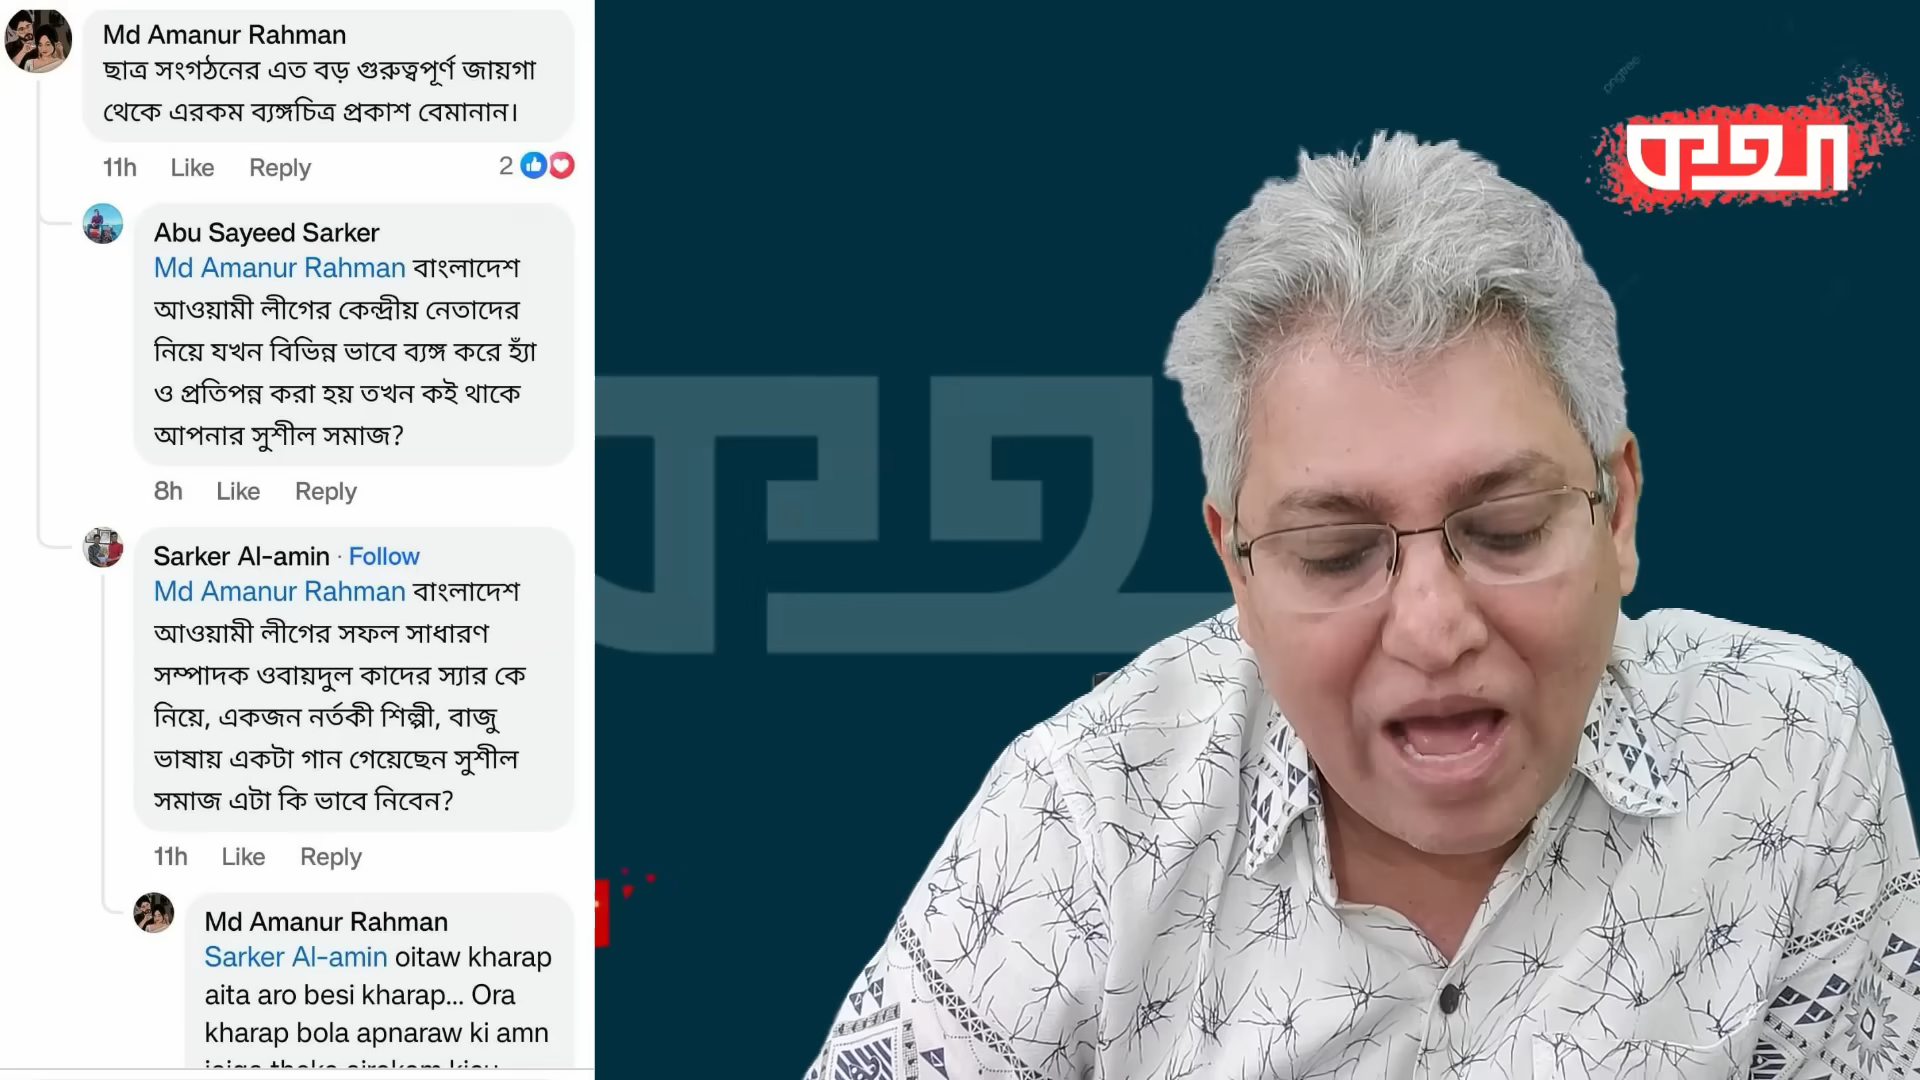 Md Amanur Rahman
ছাত্র সংগঠনের এত বড় গুরুত্বপূর্ণ জায়গা
থেকে এরকম ব্যঙ্গচিত্র প্রকাশ বেমানান।
11h Like Reply 2
Abu Sayeed Sarker
Md Amanur Rahman বাংলাদেশ
আওয়ামী লীগের কেন্দ্রীয় নেতাদের
নিয়ে যখন বিভিন্ন ভাবে ব্যঙ্গ করে হ্যাঁ
ও প্রতিপন্ন করা হয় তখন কই থাকে
আপনার সুশীল সমাজ?
8h Like Reply
Sarker Al-amin · Follow
Md Amanur Rahman বাংলাদেশ
আওয়ামী লীগের সফল সাধারণ
সম্পাদক ওবায়দুল কাদের স্যার কে
নিয়ে, একজন নর্তকী শিল্পী, বাজু
ভাষায় একটা গান গেয়েছেন সুশীল
সমাজ এটা কি ভাবে নিবেন?
11h Like Reply
Md Amanur Rahman
Sarker Al-amin oitaw kharap
aita aro besi kharap... Ora
kharap bola apnaraw ki amn
pngtree